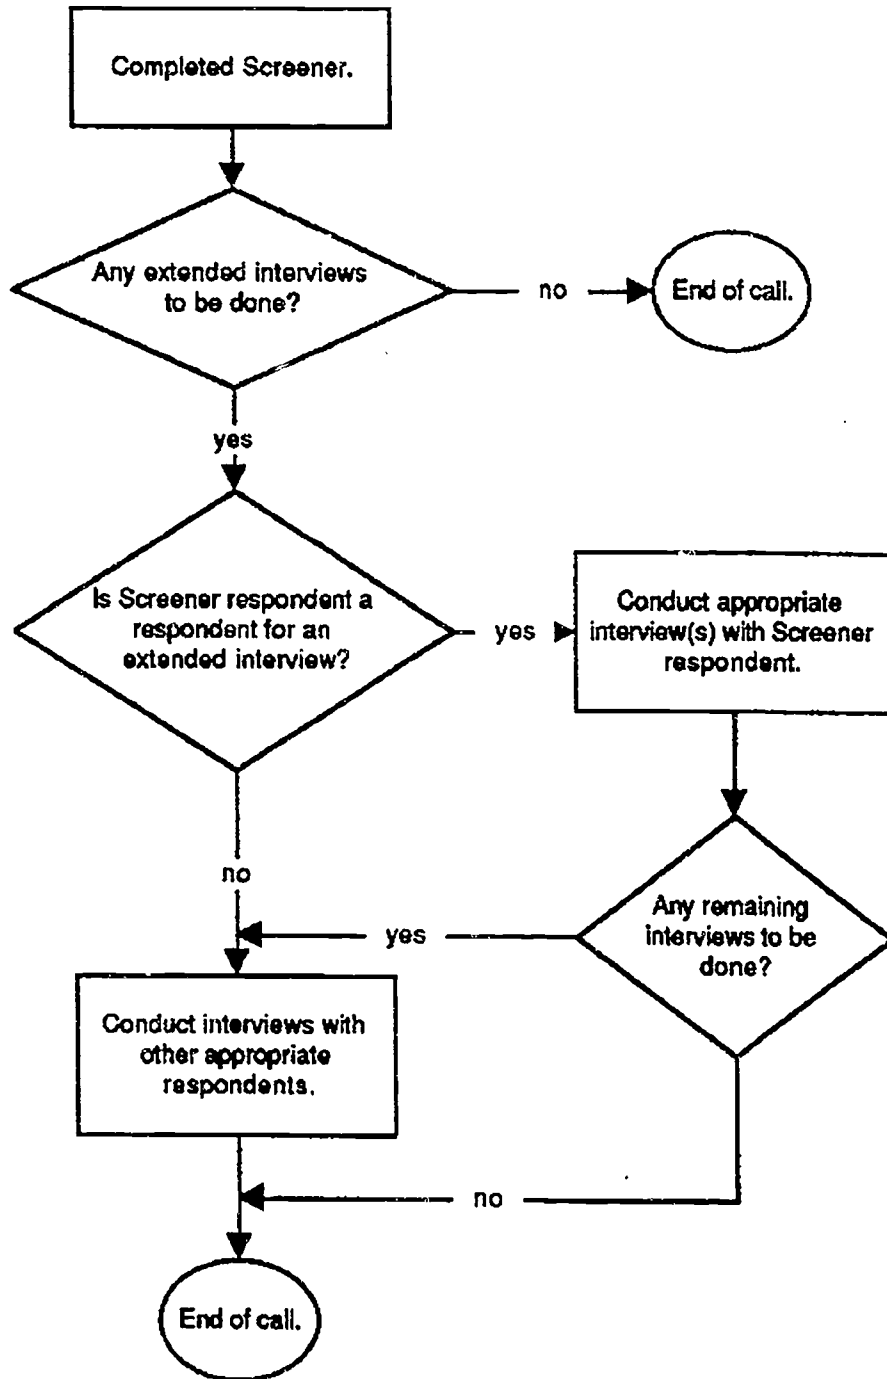 Completed Screener.
Any extended interviews
to be done?
no
End of call.
yes
Is Screener respondent a
respondent for an
extended interview?
yes
Conduct appropriate
interview(s) with Screener
respondent.
no
Any remaining
interviews to be
done?
yes
Conduct interviews with
other appropriate
respondents.
no
End of call.